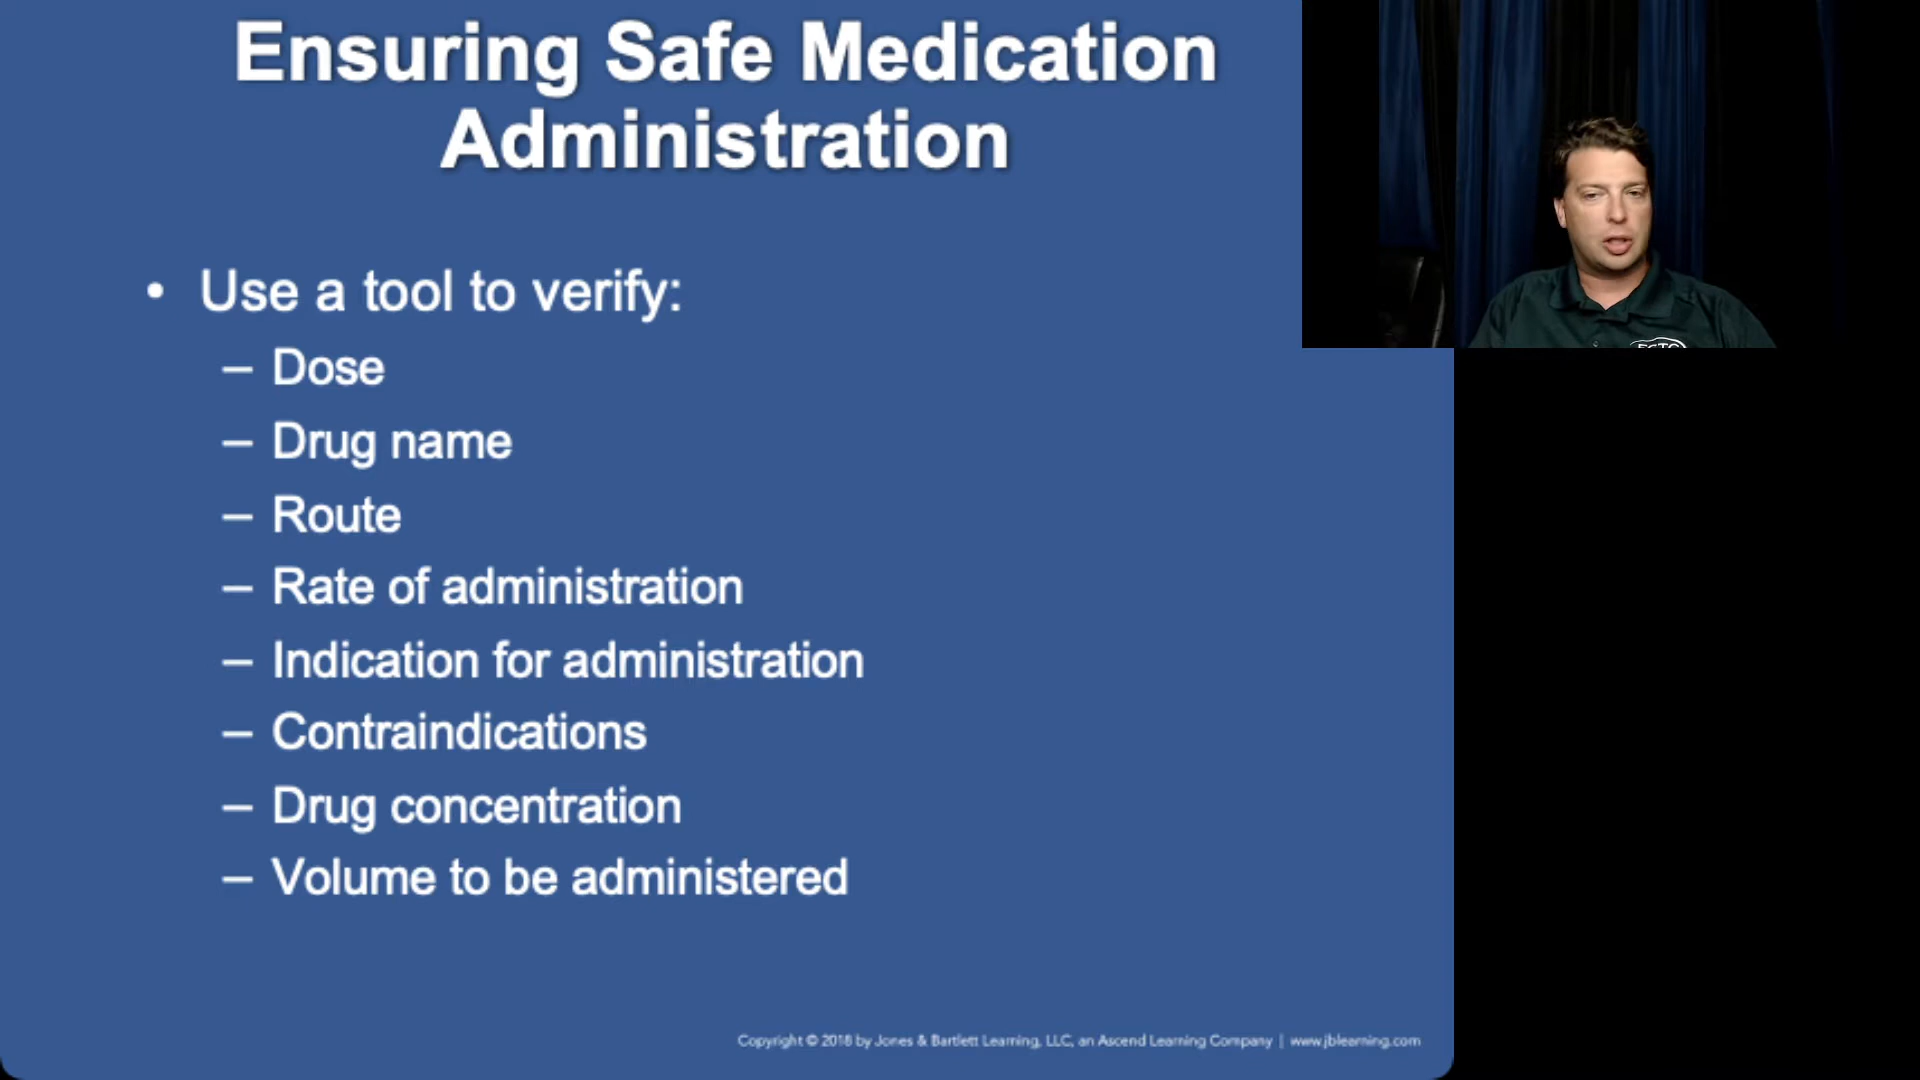 Ensuring Safe Medication
Administration
• Use a tool to verify:
– Dose
– Drug name
– Route
– Rate of administration
– Indication for administration
– Contraindications
– Drug concentration
– Volume to be administered
Copyright © 2018 by Jones & Bartlett Learning, LLC, an Ascend Learning Company | www.jblearning.com